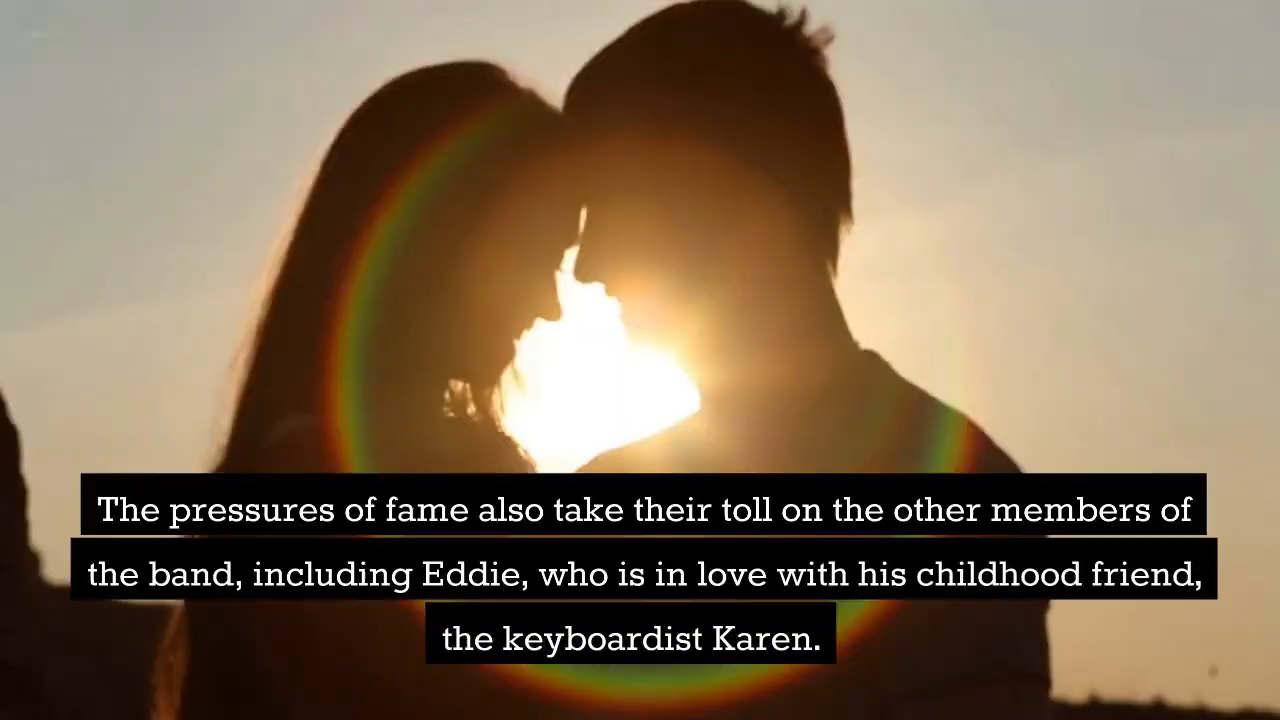 The pressures of fame also take their toll on the other members of
the band, including Eddie, who is in love with his childhood friend,
the keyboardist Karen.